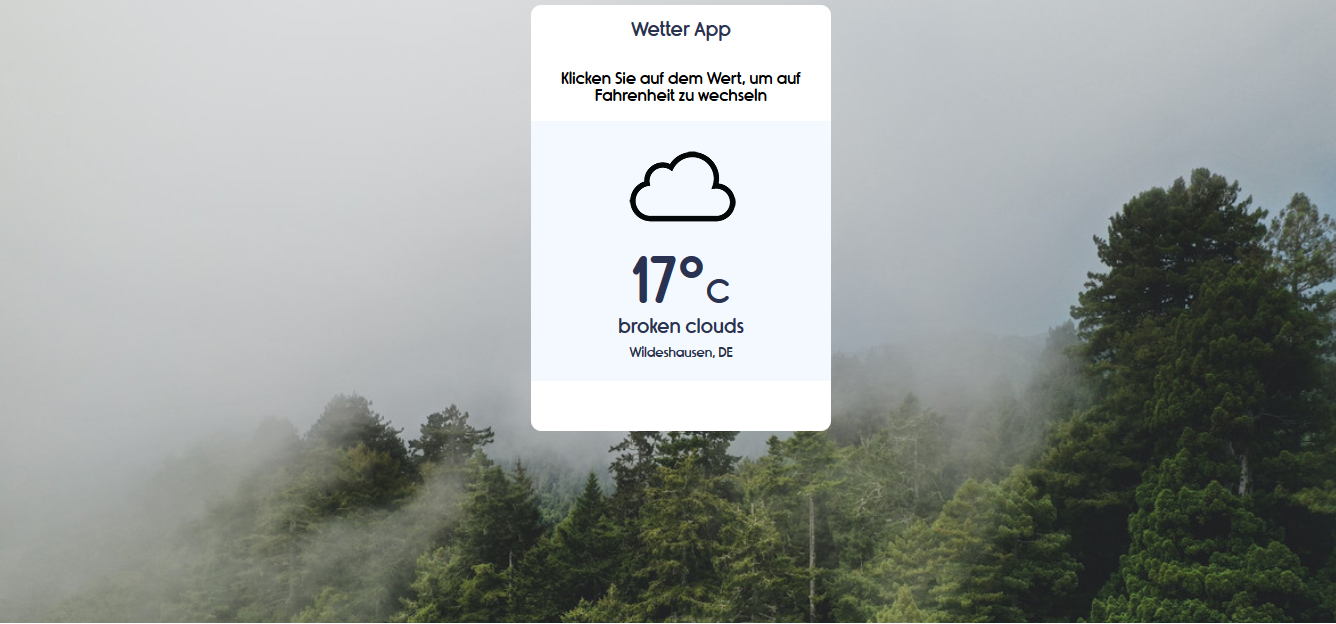 Wetter App
Klicken Sie auf dem Wert, um auf
Fahrenheit zu wechseln
17°C
broken clouds
Wildeshausen, DE